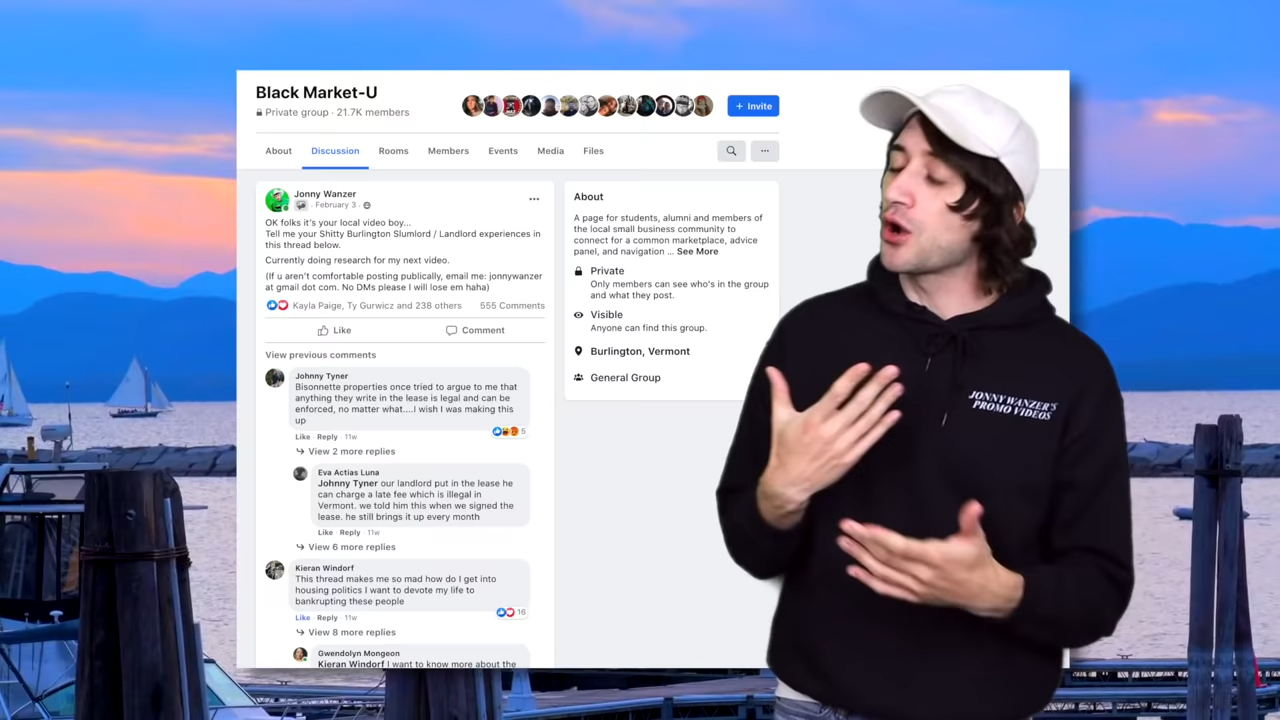 Black Market-U
Private group · 21.7K members
+ Invite
About
Discussion
Rooms
Members
Events
Media
Files
Jonny Wanzer
· February 3 ·
OK folks it's your local video boy...
Tell me your Shitty Burlington Slumlord / Landlord experiences in
this thread below.
Currently doing research for my next video.
(If u aren't comfortable posting publically, email me: jonnywanzer
at gmail dot com. No DMs please I will lose em haha)
Kayla Paige, Ty Gurwicz and 238 others
555 Comments
Like
Comment
View previous comments
Johnny Tyner
Bisonnette properties once tried to argue to me that
anything they write in the lease is legal and can be
enforced, no matter what....I wish I was making this
up
5
Like · Reply · 11w
View 2 more replies
Eva Actias Luna
Johnny Tyner our landlord put in the lease he
can charge a late fee which is illegal in
Vermont. we told him this when we signed the
lease. he still brings it up every month
Like · Reply · 11w
View 6 more replies
Kieran Windorf
This thread makes me so mad how do I get into
housing politics I want to devote my life to
bankrupting these people
16
Like · Reply · 11w
View 8 more replies
Gwendolyn Mongeon
Kieran Windorf I want to know more about the
About
A page for students, alumni and members of
the local small business community to
connect for a common marketplace, advice
panel, and navigation ... See More
Private
Only members can see who's in the group
and what they post.
Visible
Anyone can find this group.
Burlington, Vermont
General Group
JONNY WANZER'S
PROMO VIDEOS